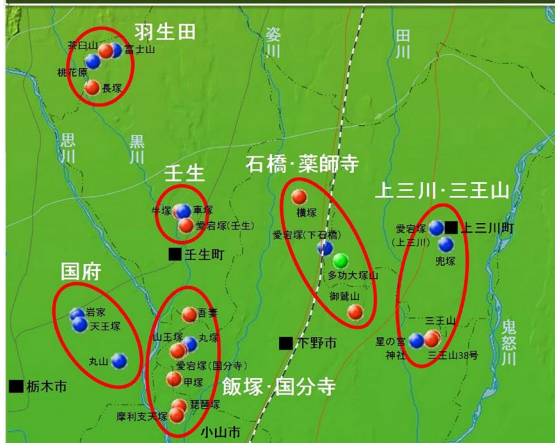 羽生田
茶臼山
富士山
桃花原
長塚
姿川
田川
思川
黒川
壬生
牛塚
車塚
愛宕塚(壬生)
壬生町
石橋・薬師寺
横塚
愛宕塚(下石橋)
多功大塚山
御鷲山
上三川・三王山
愛宕塚
(上三川)
上三川町
兜塚
三王山
星の宮
神社
三王山38号
鬼怒川
国府
岩家
天王塚
丸山
栃木市
吾妻
山王塚
丸塚
愛宕塚(国分寺)
甲塚
飯塚・国分寺
琵琶塚
摩利支天塚
小山市
下野市